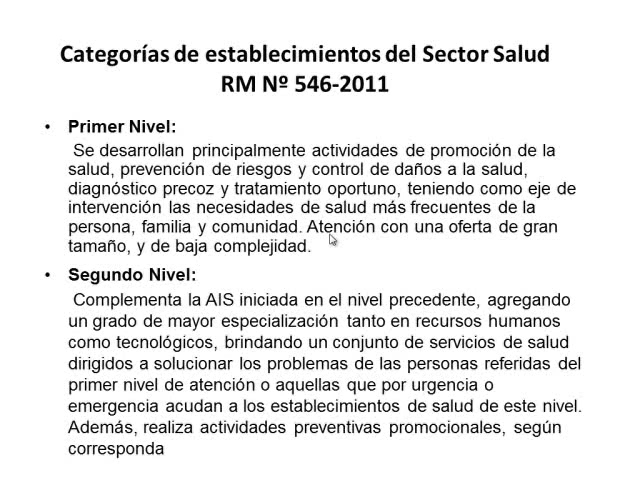 Categorías de establecimientos del Sector Salud
RM Nº 546-2011
• Primer Nivel:
Se desarrollan principalmente actividades de promoción de la
salud, prevención de riesgos y control de daños a la salud,
diagnóstico precoz y tratamiento oportuno, teniendo como eje de
intervención las necesidades de salud más frecuentes de la
persona, familia y comunidad. Atención con una oferta de gran
tamaño, y de baja complejidad.
• Segundo Nivel:
Complementa la AIS iniciada en el nivel precedente, agregando
un grado de mayor especialización tanto en recursos humanos
como tecnológicos, brindando un conjunto de servicios de salud
dirigidos a solucionar los problemas de las personas referidas del
primer nivel de atención o aquellas que por urgencia o
emergencia acudan a los establecimientos de salud de este nivel.
Además, realiza actividades preventivas promocionales, según
corresponda